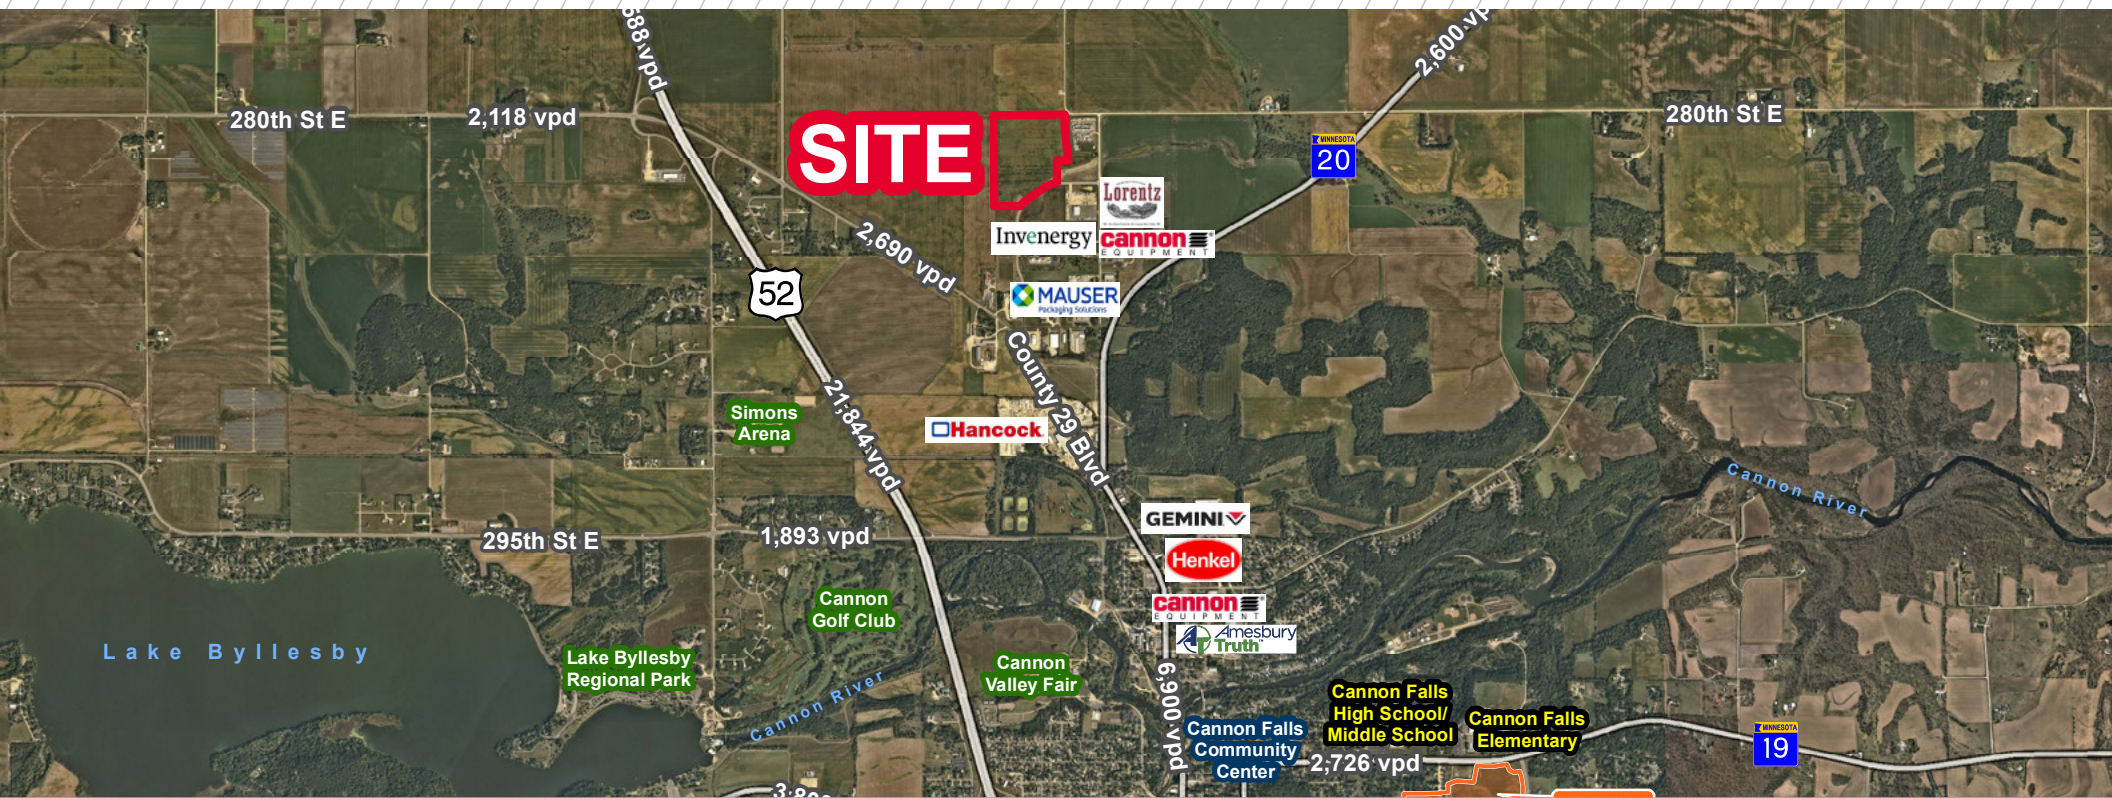 2,600
280th St E
2,118 vpd
280th St E
SITE
MINNESOTA
20
Lorentz
2,690 vpd
Invenergy
cannon
EQUIPMENT
52
MAUSER
Packaging Solutions
County 29 Blvd
21,844 vpd
Simons
Arena
Hancock
Cannon River
GEMINI
295th St E
1,893 vpd
Henkel
Cannon
Golf Club
cannon
EQUIPMENT
Amesbury
Truth
Lake Byllesby
Lake Byllesby
Regional Park
Cannon
Valley Fair
Cannon River
6,900 vpd
Cannon Falls
High School/
Middle School
Cannon Falls
Elementary
Cannon Falls
Community
Center
2,726 vpd
MINNESOTA
19